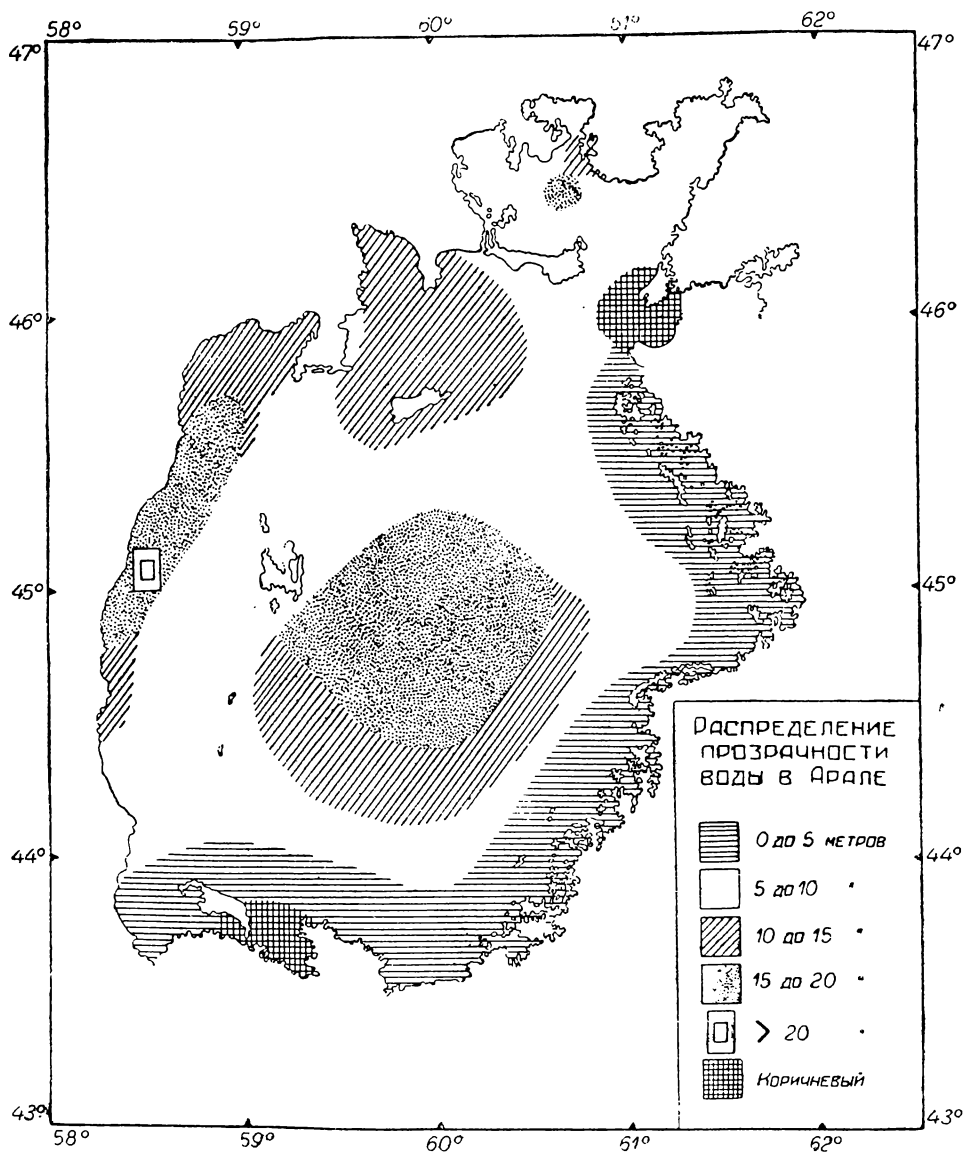 58° 59° 60° 61° 62°
47° 47°
46° 46°
45° 45°
44° 44°
43° 43°
58° 59° 60° 61° 62°
Распределение
прозрачности
воды в Арале
0 до 5 метров
5 до 10 "
10 до 15 "
15 до 20 "
> 20 "
Коричневый